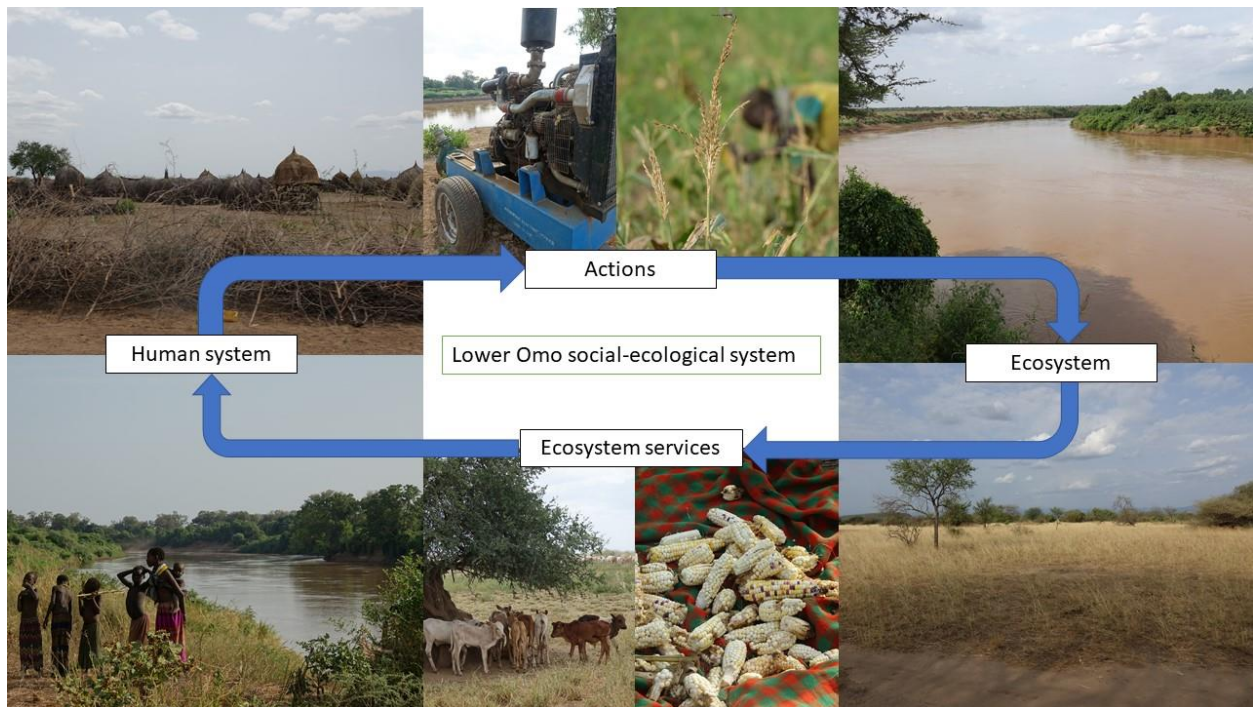 Actions
Human system
Lower Omo social-ecological system
Ecosystem
Ecosystem services